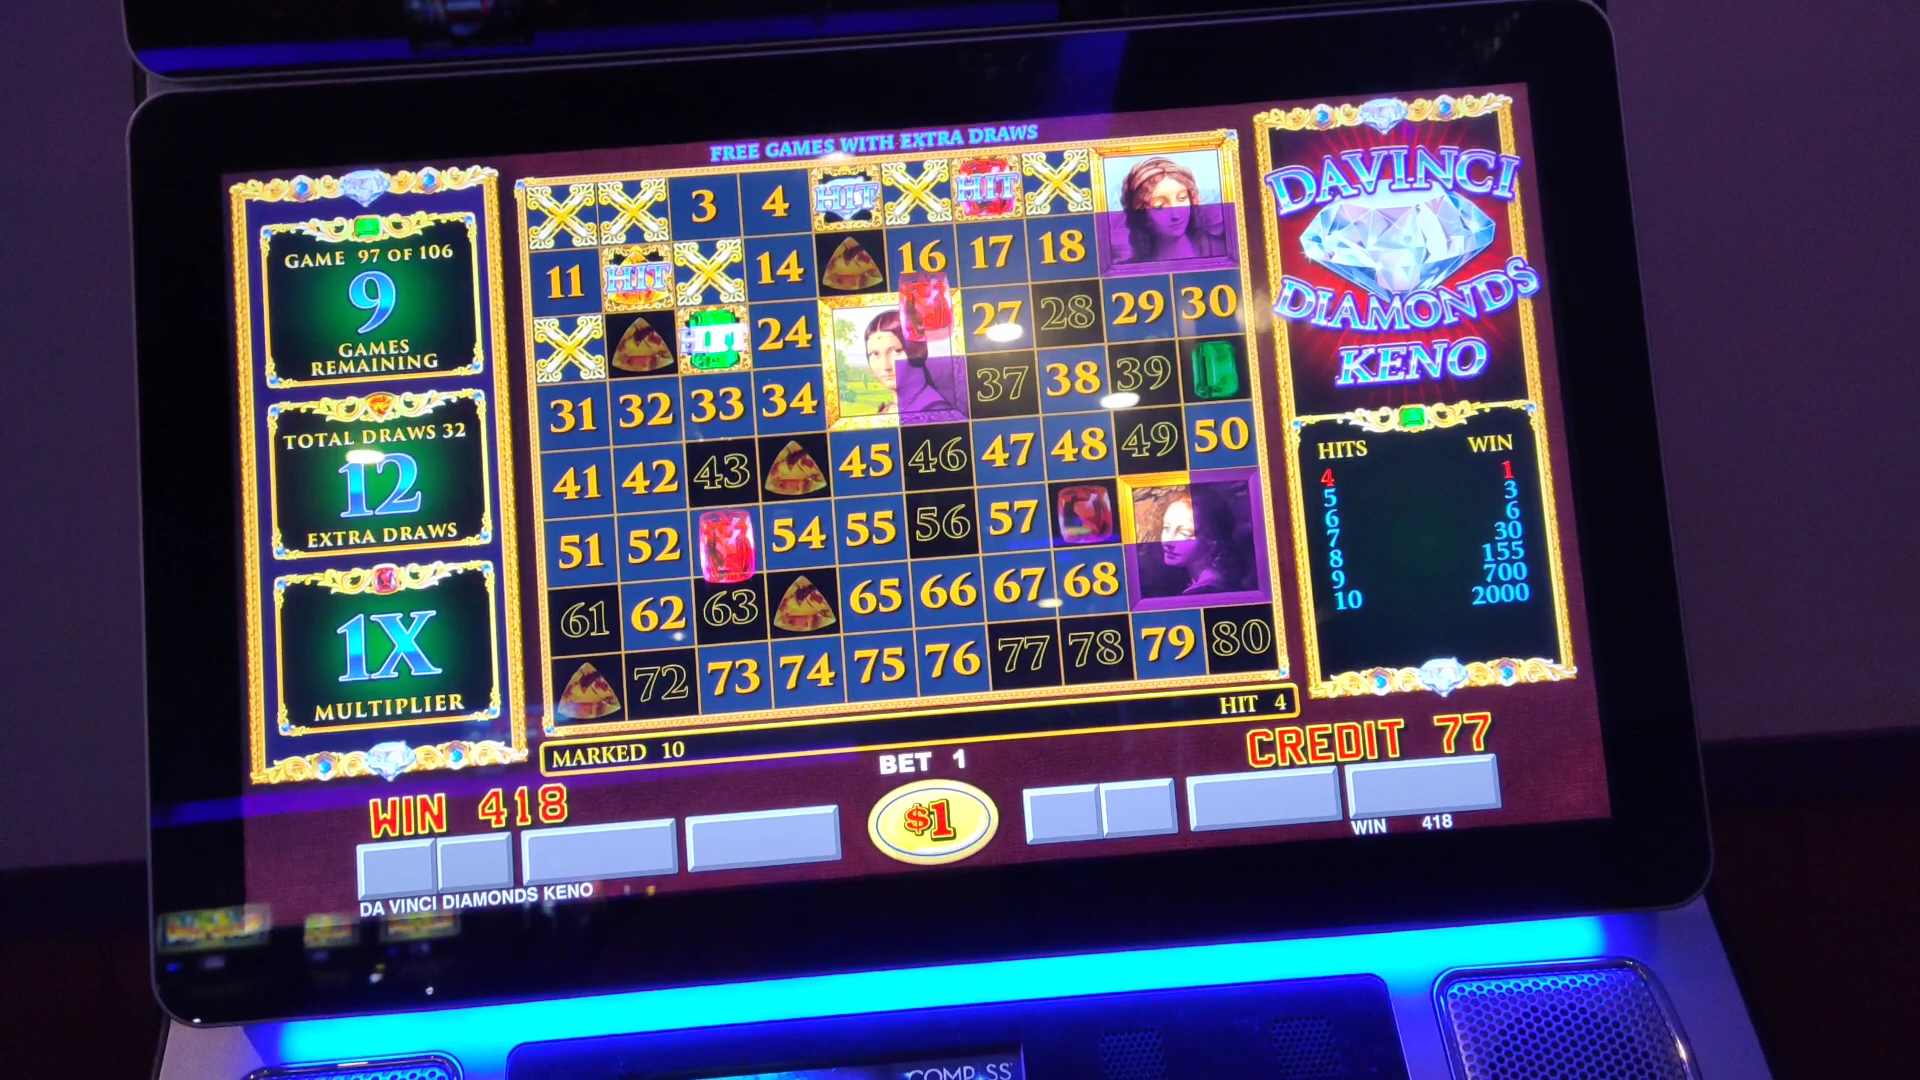 FREE GAMES WITH EXTRA DRAWS
GAME 97 OF 106
9
GAMES
REMAINING
TOTAL DRAWS 32
12
EXTRA DRAWS
1X
MULTIPLIER
3 4 HIT HIT
11 HIT 14 16 17 18
HIT 24 27 28 29 30
31 32 33 34 37 38 39
41 42 43 45 46 47 48 49 50
51 52 54 55 56 57
61 62 63 65 66 67 68
72 73 74 75 76 77 78 79 80
MARKED 10
HIT 4
DAVINCI
DIAMONDS
KENO
HITS WIN
4 1
5 3
6 6
7 30
8 155
9 700
10 2000
WIN 418
BET 1
CREDIT 77
$1
WIN 418
DA VINCI DIAMONDS KENO